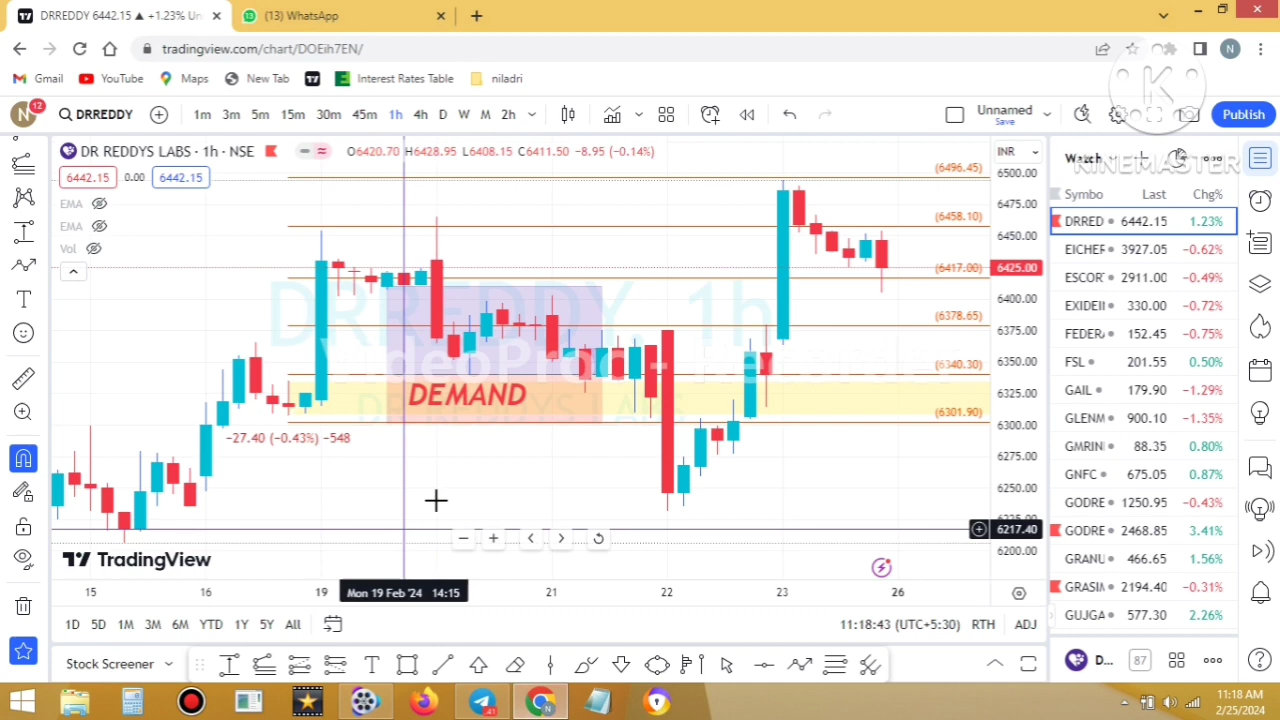 DRREDDY 6442.15 ▲ +1.23% Un
(13) WhatsApp
tradingview.com/chart/DOEih7EN/
N
Gmail
YouTube
Maps
New Tab
Interest Rates Table
niladri
N 12
DRREDDY
1m 3m 5m 15m 30m 45m 1h 4h D W M 2h
Unnamed
Save
Publish
K
KINEMASTER
DR REDDYS LABS · 1h · NSE
O6420.70 H6428.95 L6408.15 C6411.50 -8.95 (-0.14%)
6442.15 0.00 6442.15
EMA
EMA
Vol
INR
(6496.45)
(6458.10)
(6417.00)
(6378.65)
(6340.30)
(6301.90)
6500.00
6475.00
6450.00
6425.00
6400.00
6375.00
6350.00
6325.00
6300.00
6275.00
6250.00
6217.40
6200.00
DRREDDY, 1h
DR REDDYS LABS
DEMAND
-27.40 (-0.43%) -548
TradingView
15 16 19 Mon 19 Feb '24 14:15 21 22 23 26
1D 5D 1M 3M 6M YTD 1Y 5Y All
11:18:43 (UTC+5:30) RTH ADJ
Stock Screener
Symbo Last Chg%
DRRED 6442.15 1.23%
EICHER 3927.05 -0.62%
ESCOR 2911.00 -0.49%
EXIDEI 330.00 -0.72%
FEDER 152.45 -0.75%
FSL 201.55 0.50%
GAIL 179.90 -1.29%
GLENM 900.10 -1.35%
GMRIN 88.35 0.80%
GNFC 675.05 0.87%
GODRE 1250.95 -0.43%
GODRE 2468.85 3.41%
GRANU 466.65 1.56%
GRASIM 2194.40 -0.31%
GUJGA 577.30 2.26%
D... 87
41
11:18 AM
2/25/2024